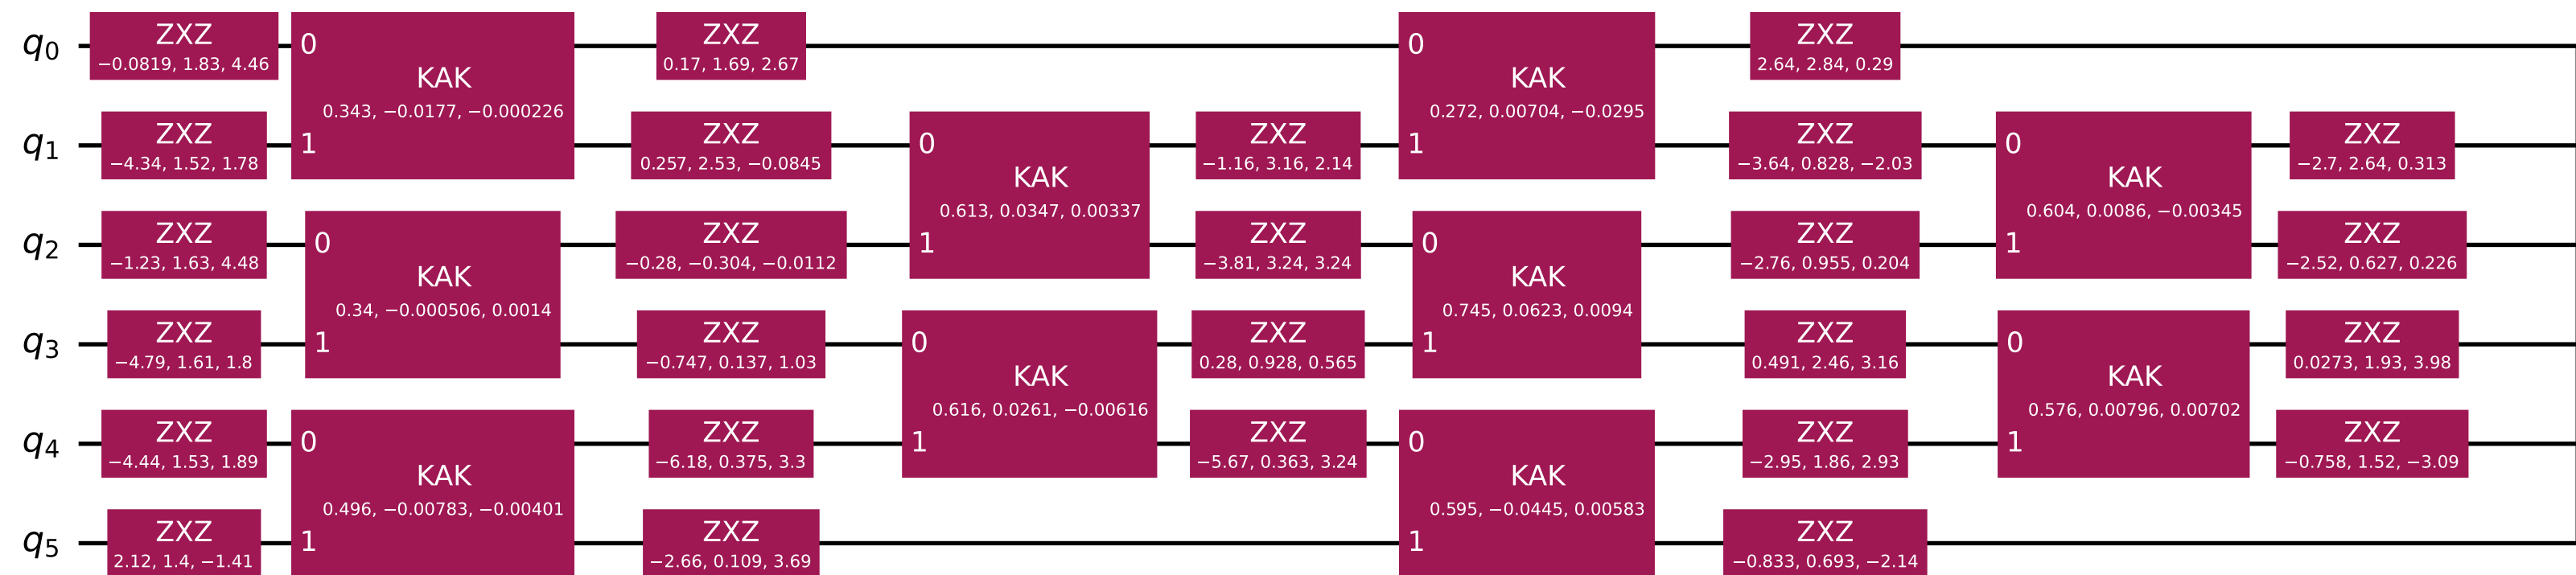 q0 ZXZ 0 ZXZ 0 ZXZ
−0.0819, 1.83, 4.46 KAK 0.17, 1.69, 2.67 KAK 2.64, 2.84, 0.29
0.343, −0.0177, −0.000226 0.272, 0.00704, −0.0295
q1 ZXZ 1 ZXZ 0 ZXZ 1 ZXZ 0 ZXZ
−4.34, 1.52, 1.78 0.257, 2.53, −0.0845 KAK −1.16, 3.16, 2.14 −3.64, 0.828, −2.03 KAK −2.7, 2.64, 0.313
0.613, 0.0347, 0.00337 0.604, 0.0086, −0.00345
q2 ZXZ 0 ZXZ 1 ZXZ 0 ZXZ 1 ZXZ
−1.23, 1.63, 4.48 KAK −0.28, −0.304, −0.0112 −3.81, 3.24, 3.24 KAK −2.76, 0.955, 0.204 −2.52, 0.627, 0.226
0.34, −0.000506, 0.0014 0.745, 0.0623, 0.0094
q3 ZXZ 1 ZXZ 0 ZXZ 1 ZXZ 0 ZXZ
−4.79, 1.61, 1.8 −0.747, 0.137, 1.03 KAK 0.28, 0.928, 0.565 0.491, 2.46, 3.16 KAK 0.0273, 1.93, 3.98
0.616, 0.0261, −0.00616 0.576, 0.00796, 0.00702
q4 ZXZ 0 ZXZ 1 ZXZ 0 ZXZ 1 ZXZ
−4.44, 1.53, 1.89 KAK −6.18, 0.375, 3.3 −5.67, 0.363, 3.24 KAK −2.95, 1.86, 2.93 −0.758, 1.52, −3.09
0.496, −0.00783, −0.00401 0.595, −0.0445, 0.00583
q5 ZXZ 1 ZXZ 1 ZXZ
2.12, 1.4, −1.41 −2.66, 0.109, 3.69 −0.833, 0.693, −2.14